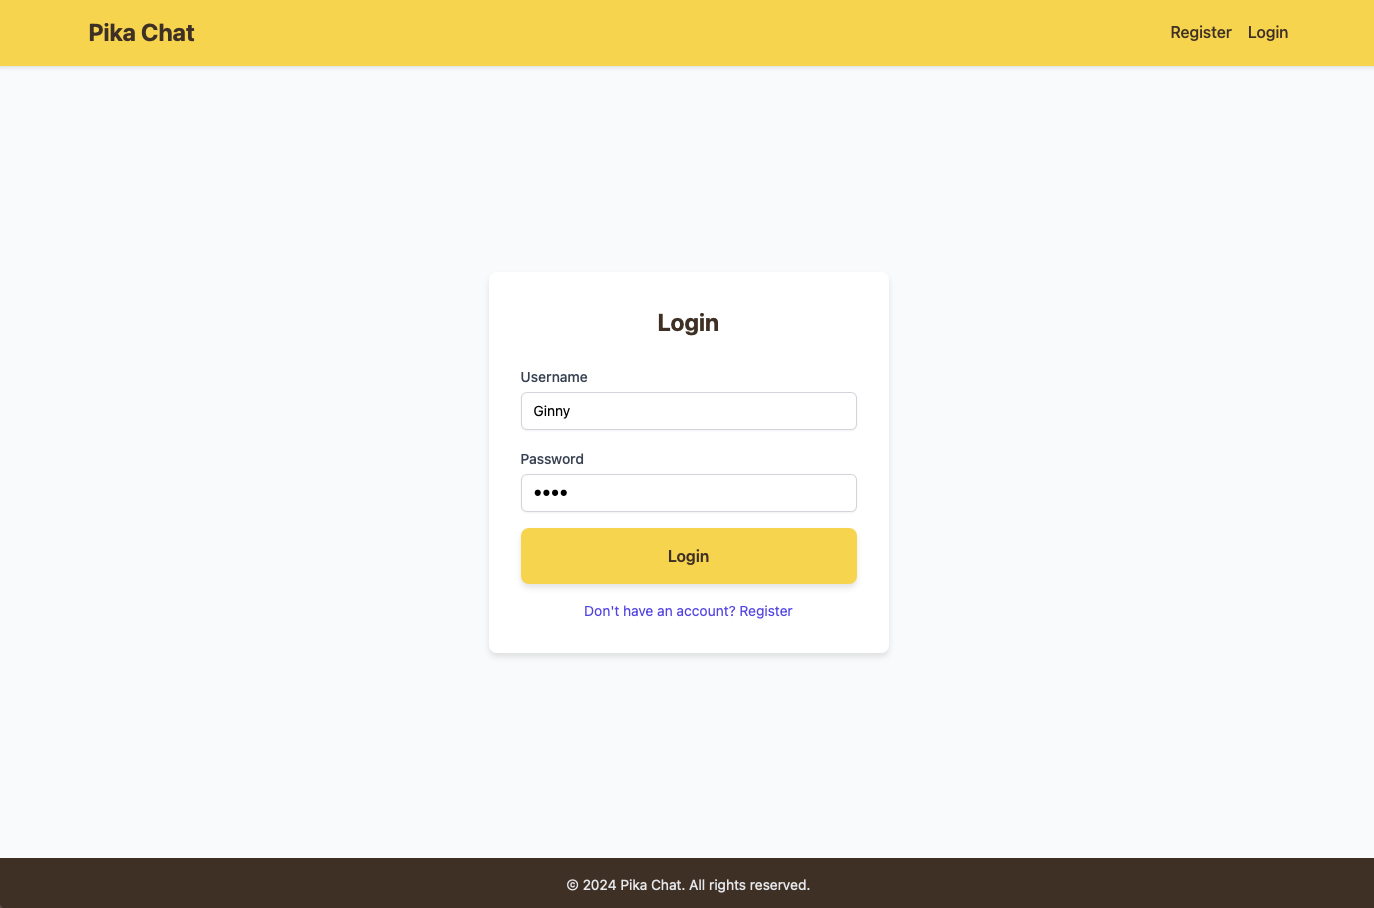 Pika Chat
Register Login
Login
Username
Ginny
Password
••••
Login
Don't have an account? Register
© 2024 Pika Chat. All rights reserved.